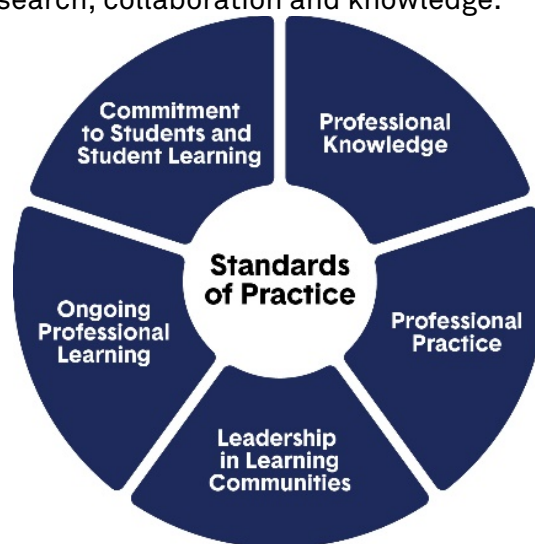 search, collaboration and knowledge.
Commitment
to Students and
Student Learning
Professional
Knowledge
Standards
of Practice
Ongoing
Professional
Learning
Professional
Practice
Leadership
in Learning
Communities